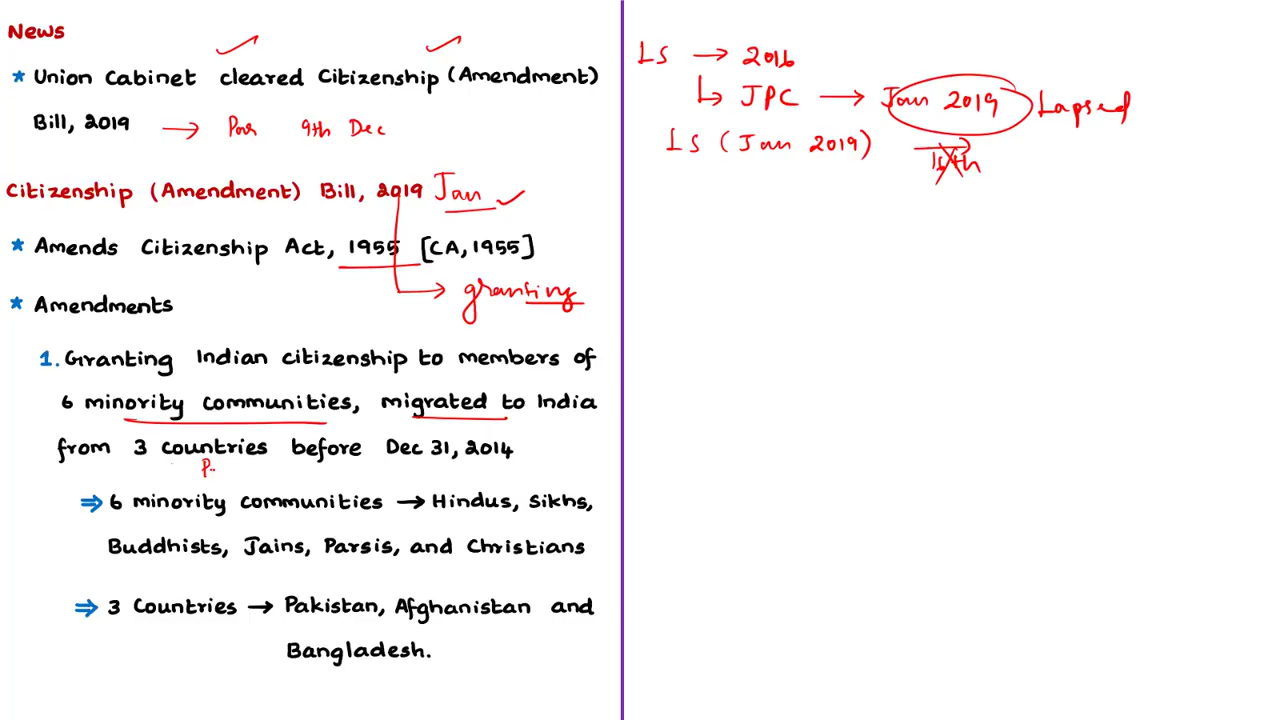 News
* Union Cabinet cleared Citizenship (Amendment)
Bill, 2019 → Par 9th Dec
Citizenship (Amendment) Bill, 2019 Jan
* Amends Citizenship Act, 1955 [CA, 1955]
→ granting
* Amendments
1. Granting Indian citizenship to members of
6 minority communities, migrated to India
from 3 countries before Dec 31, 2014
P..
⇒ 6 minority communities → Hindus, Sikhs,
Buddhists, Jains, Parsis, and Christians
⇒ 3 Countries → Pakistan, Afghanistan and
Bangladesh.
LS → 2016
↳ JPC → Jan 2019 Lapsed
LS (Jan 2019)